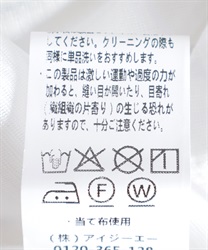 してください。クリーニングの際も
同様に単品洗いをおすすめします。
・この製品は激しい運動や過度の力が
加わると、縫い目が開いたり、目寄れ
(織組織の片寄り)の生じる恐れが
ありますので、十分ご注意下さい。
F W
・当て布使用
(株)アイジーエー
0120-365-128